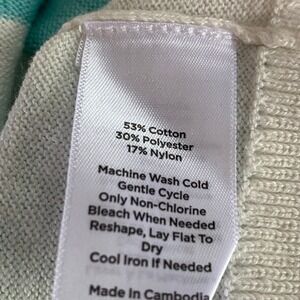 53% Cotton
30% Polyester
17% Nylon
Machine Wash Cold
Gentle Cycle
Only Non-Chlorine
Bleach When Needed
Reshape, Lay Flat To
Dry
Cool Iron If Needed
Made In Cambodia